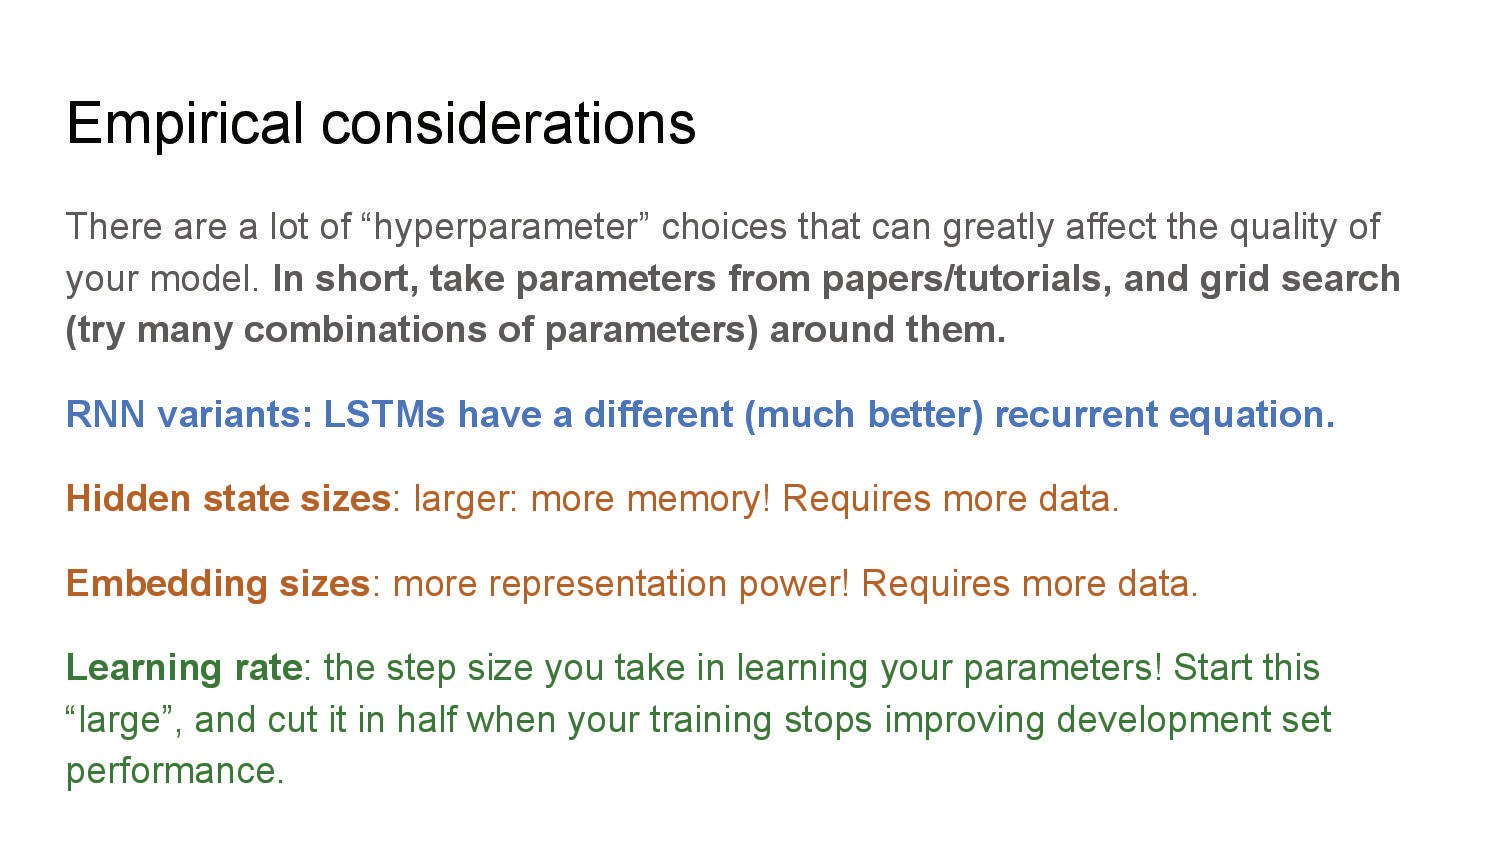 Empirical considerations
There are a lot of “hyperparameter” choices that can greatly affect the quality of
your model. In short, take parameters from papers/tutorials, and grid search
(try many combinations of parameters) around them.
RNN variants: LSTMs have a different (much better) recurrent equation.
Hidden state sizes: larger: more memory! Requires more data.
Embedding sizes: more representation power! Requires more data.
Learning rate: the step size you take in learning your parameters! Start this
“large”, and cut it in half when your training stops improving development set
performance.